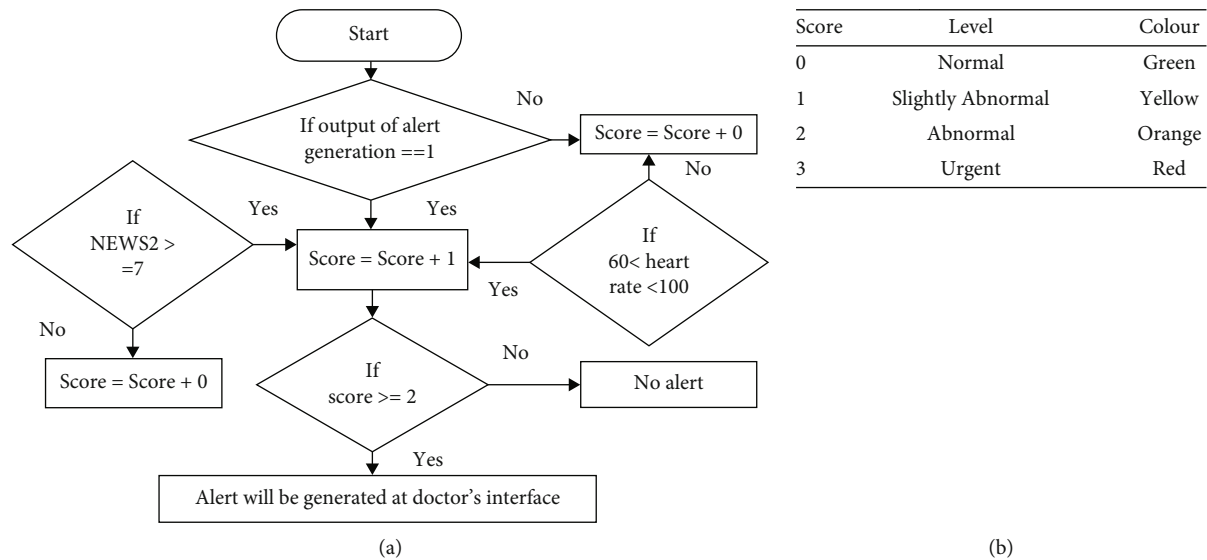 Start
No
If output of alert
generation ==1
Score = Score + 0
No
Yes
Yes
If
NEWS2 >
=7
Score = Score + 1
If
60< heart
rate <100
Yes
No
Score = Score + 0
If
score >= 2
No
No alert
Yes
Alert will be generated at doctor's interface
(a)
Score Level Colour
0 Normal Green
1 Slightly Abnormal Yellow
2 Abnormal Orange
3 Urgent Red
(b)